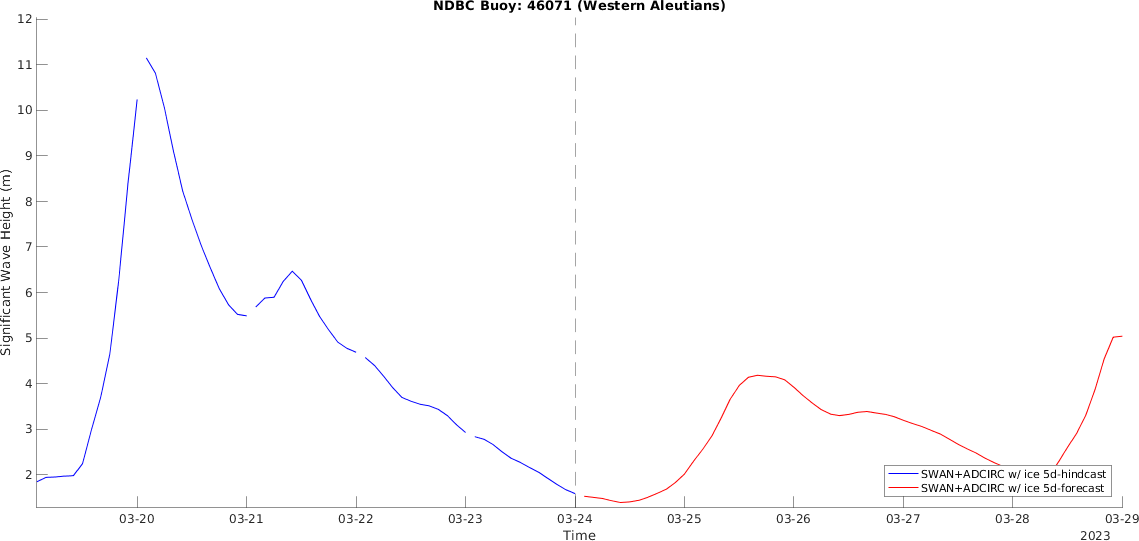 NDBC Buoy: 46071 (Western Aleutians)
12
11
10
9
8
7
6
5
4
3
2
Significant Wave Height (m)
SWAN+ADCIRC w/ ice 5d-hindcast
SWAN+ADCIRC w/ ice 5d-forecast
03-20 03-21 03-22 03-23 03-24 03-25 03-26 03-27 03-28 03-29
Time 2023